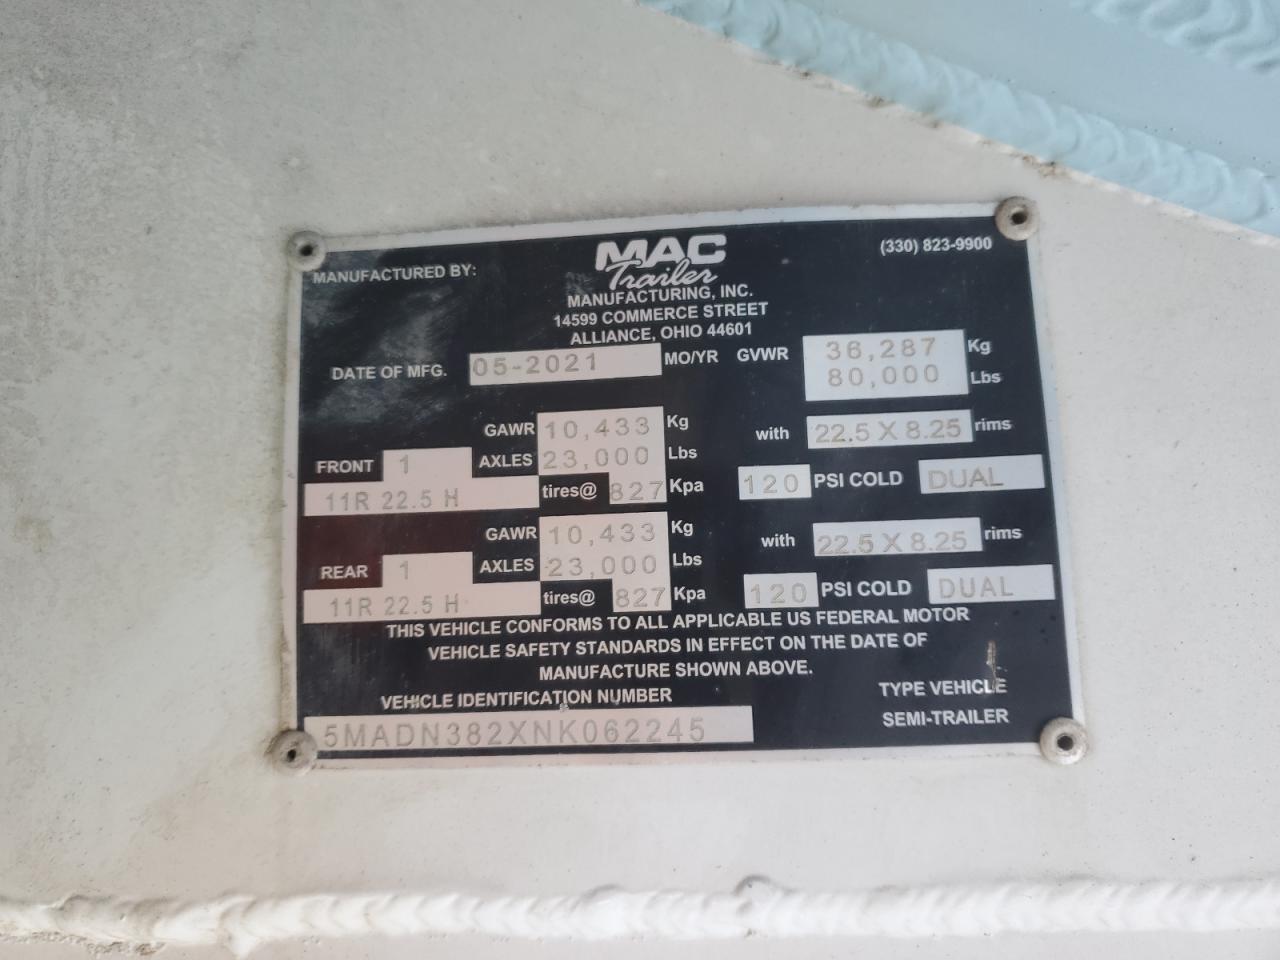 MANUFACTURED BY:
MAC
Trailer
(330) 823-9900
MANUFACTURING, INC.
14599 COMMERCE STREET
ALLIANCE, OHIO 44601
DATE OF MFG. 05-2021 MO/YR GVWR 36,287 Kg
80,000 Lbs
GAWR 10,433 Kg with 22.5 X 8.25 rims
FRONT 1 AXLES 23,000 Lbs
11R 22.5 H tires@ 827 Kpa 120 PSI COLD DUAL
GAWR 10,433 Kg with 22.5 X 8.25 rims
REAR 1 AXLES 23,000 Lbs
11R 22.5 H tires@ 827 Kpa 120 PSI COLD DUAL
THIS VEHICLE CONFORMS TO ALL APPLICABLE US FEDERAL MOTOR
VEHICLE SAFETY STANDARDS IN EFFECT ON THE DATE OF
MANUFACTURE SHOWN ABOVE.
VEHICLE IDENTIFICATION NUMBER TYPE VEHICLE
5MADN382XNK062245 SEMI-TRAILER